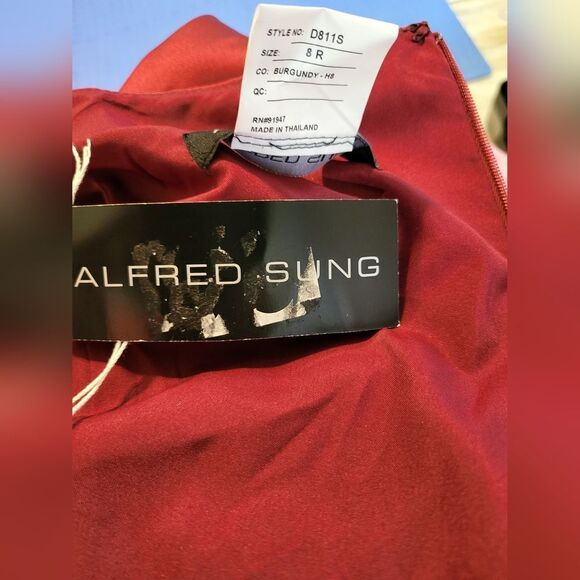 STYLE NO: D811S
SIZE: 8 R
CO: BURGUNDY - H8
QC:
RN#91947
MADE IN THAILAND
ALFRED SUNG